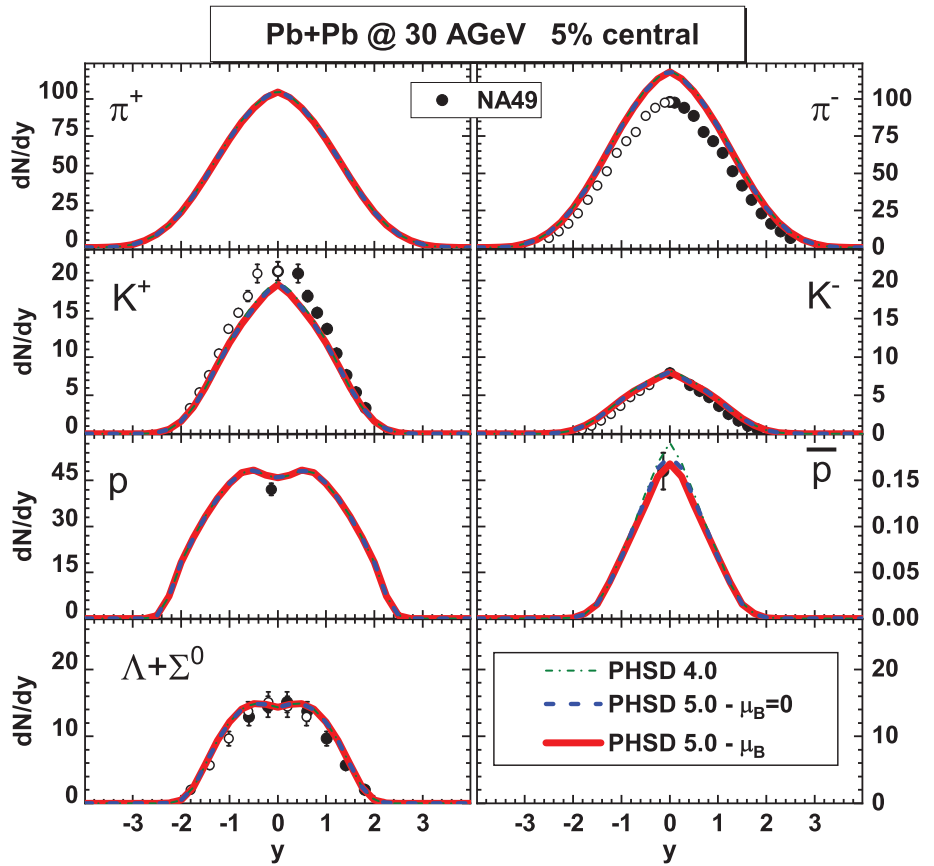 Pb+Pb @ 30 AGeV 5% central
dN/dy
100
75
50
25
0
π+
NA49
π-
100
75
50
25
0
dN/dy
20
10
0
K+
K-
20
15
10
5
0
dN/dy
45
30
15
0
p
p̅
0.15
0.10
0.05
0.00
dN/dy
20
10
0
Λ+Σ0
PHSD 4.0
PHSD 5.0 - μB=0
PHSD 5.0 - μB
20
10
0
-3 -2 -1 0 1 2 3
-3 -2 -1 0 1 2 3
y
y